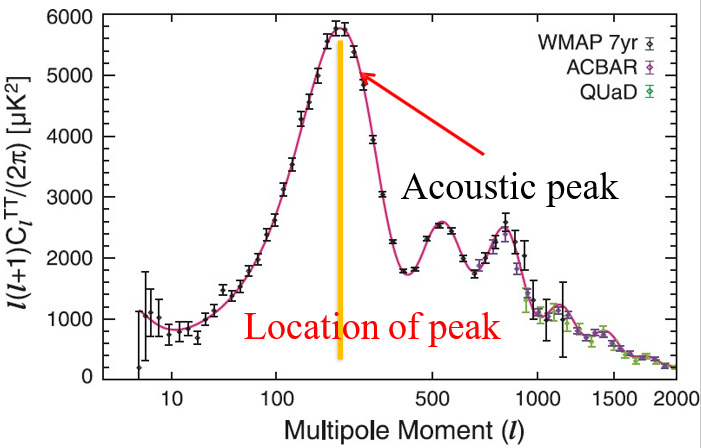 6000
5000
4000
3000
2000
1000
0
l(l+1)C_l^TT/(2π) [μK²]
WMAP 7yr
ACBAR
QUaD
Acoustic peak
Location of peak
10 100 500 1000 1500 2000
Multipole Moment (l)